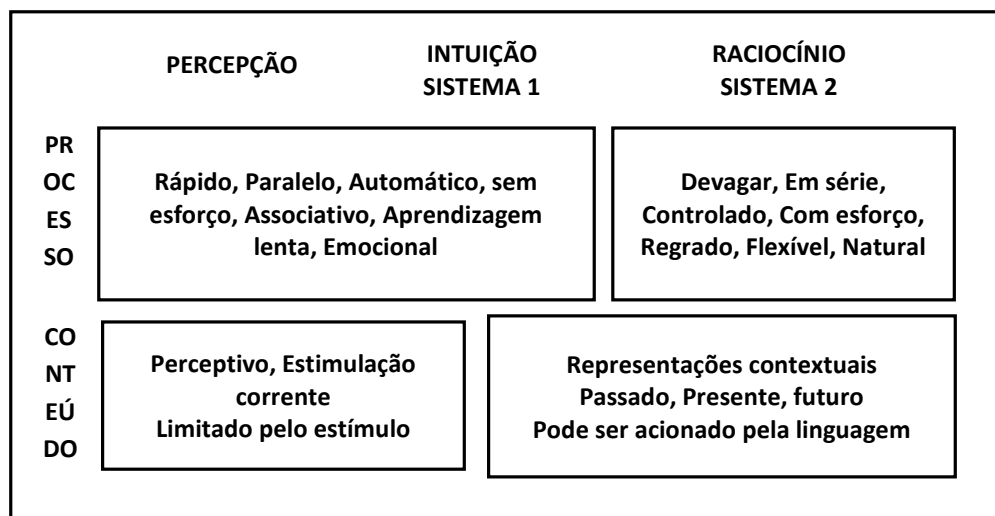 PERCEPÇÃO
INTUIÇÃO
SISTEMA 1
RACIOCÍNIO
SISTEMA 2
PR
OC
ES
SO
Rápido, Paralelo, Automático, sem
esforço, Associativo, Aprendizagem
lenta, Emocional
Devagar, Em série,
Controlado, Com esforço,
Regrado, Flexível, Natural
CO
NT
EÚ
DO
Perceptivo, Estimulação
corrente
Limitado pelo estímulo
Representações contextuais
Passado, Presente, futuro
Pode ser acionado pela linguagem